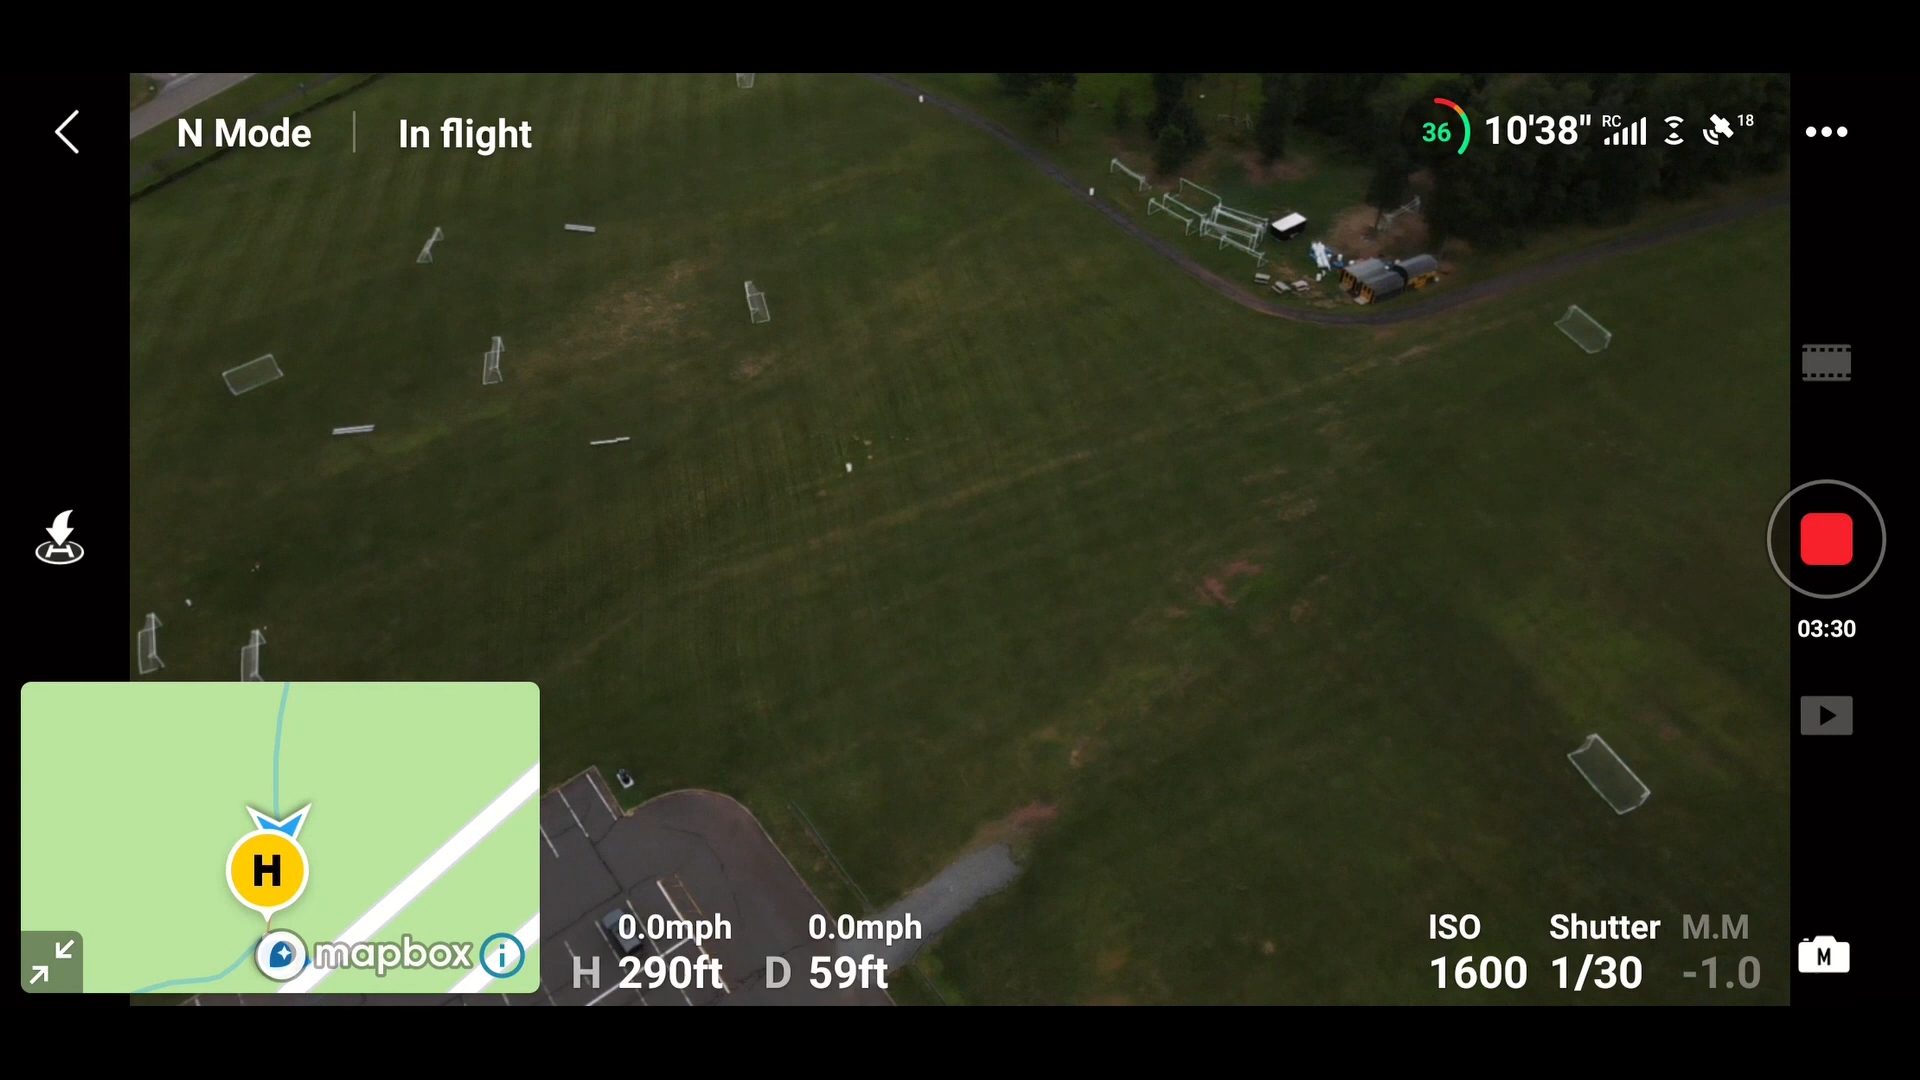 N Mode | In flight
36 10'38" RC 18
03:30
H
mapbox i
0.0mph 0.0mph
H 290ft D 59ft
ISO Shutter M.M
1600 1/30 -1.0
M